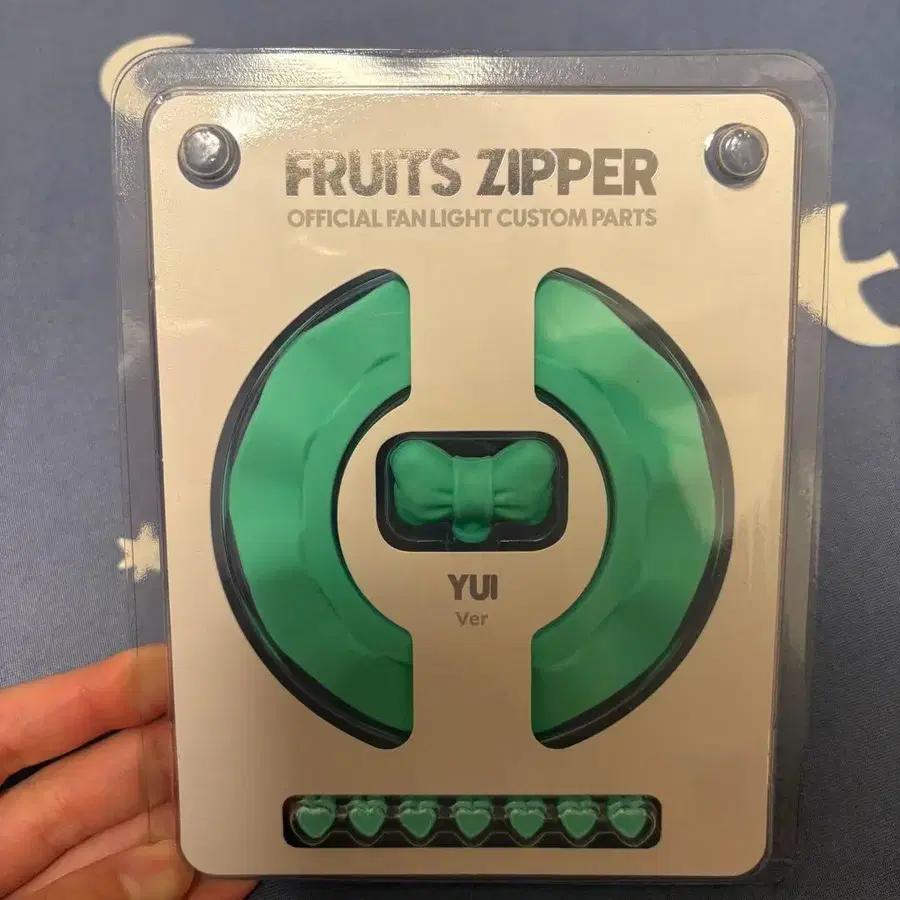 FRUITS ZIPPER
OFFICIAL FAN LIGHT CUSTOM PARTS
YUI
Ver